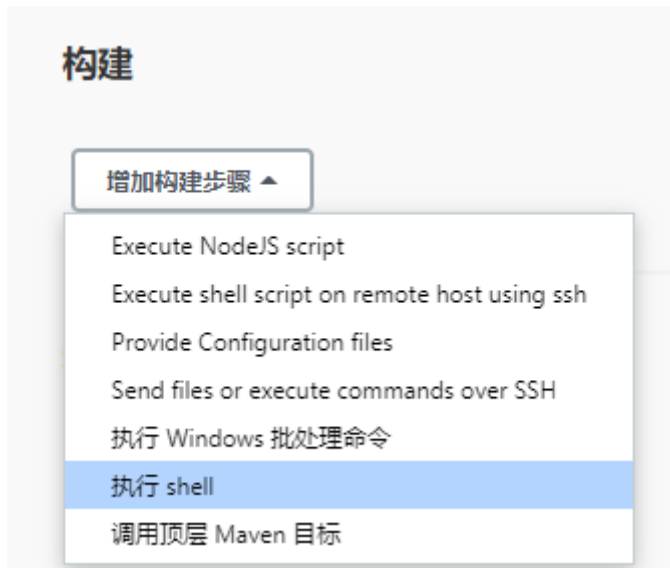 构建
增加构建步骤
Execute NodeJS script
Execute shell script on remote host using ssh
Provide Configuration files
Send files or execute commands over SSH
执行 Windows 批处理命令
执行 shell
调用顶层 Maven 目标